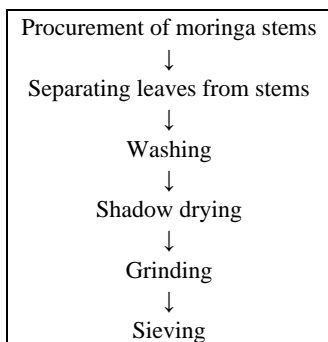 Procurement of moringa stems
↓
Separating leaves from stems
↓
Washing
↓
Shadow drying
↓
Grinding
↓
Sieving